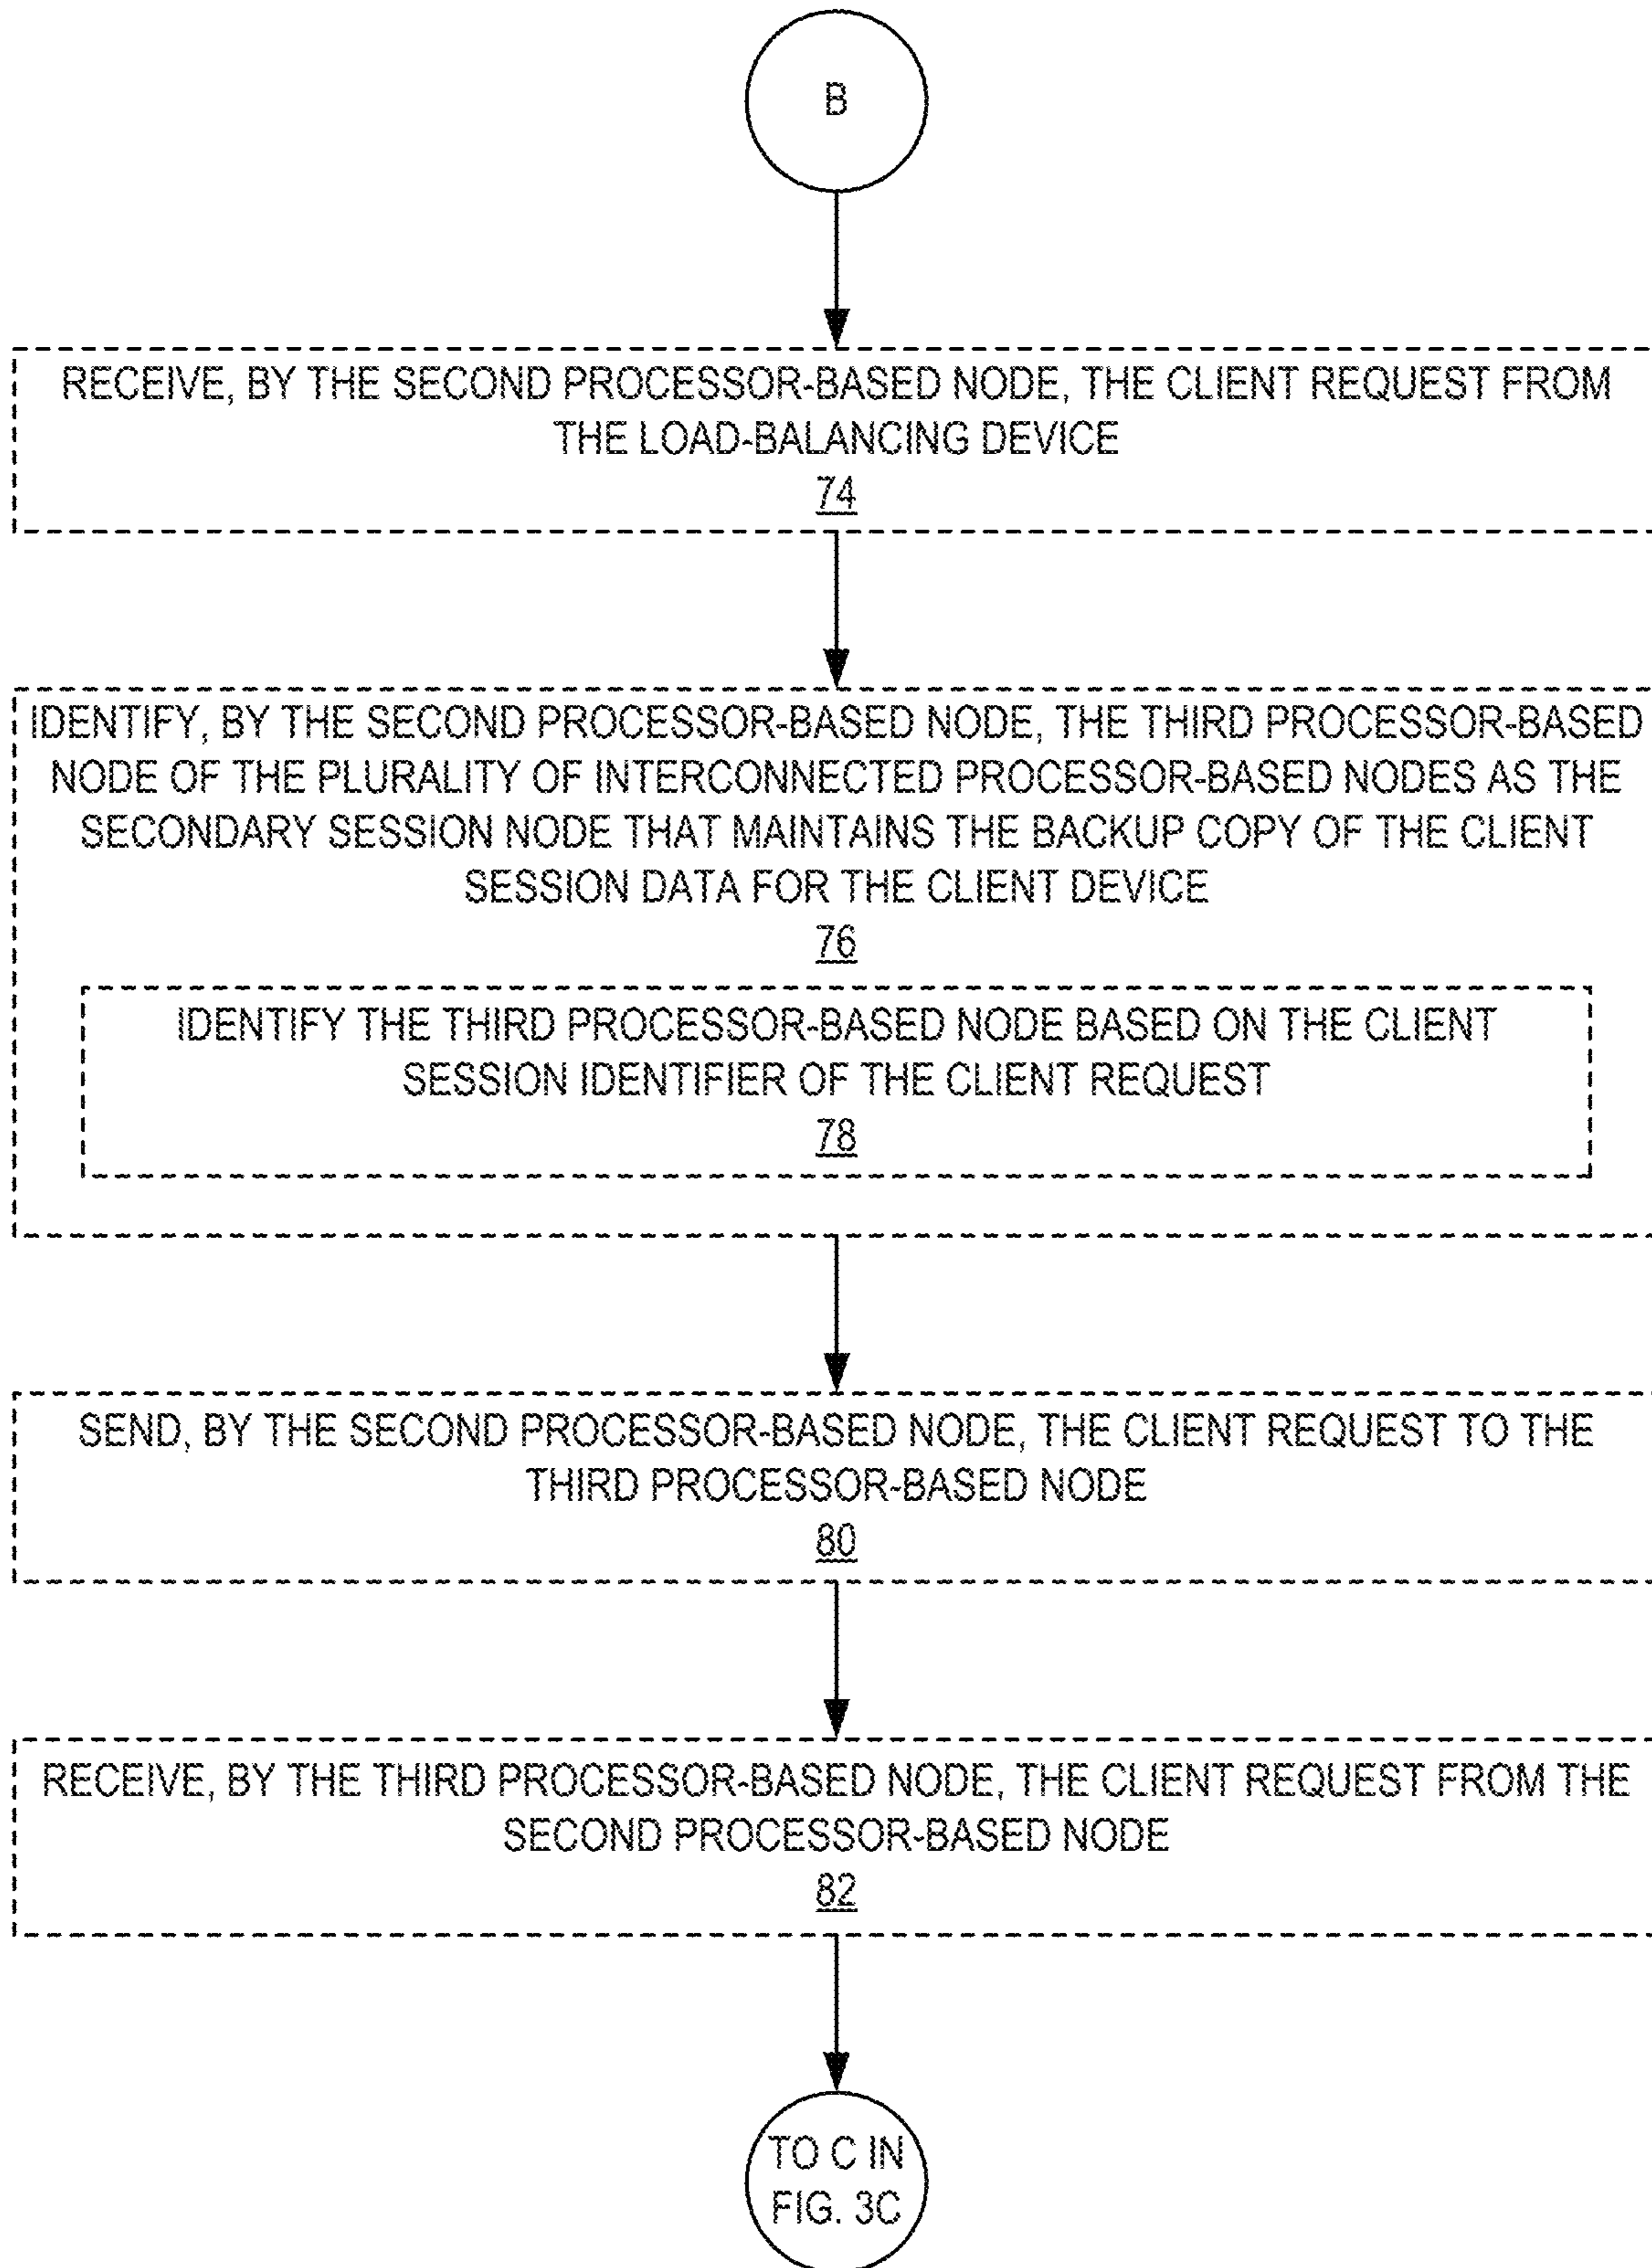 B
RECEIVE, BY THE SECOND PROCESSOR-BASED NODE, THE CLIENT REQUEST FROM
THE LOAD-BALANCING DEVICE
74
IDENTIFY, BY THE SECOND PROCESSOR-BASED NODE, THE THIRD PROCESSOR-BASED
NODE OF THE PLURALITY OF INTERCONNECTED PROCESSOR-BASED NODES AS THE
SECONDARY SESSION NODE THAT MAINTAINS THE BACKUP COPY OF THE CLIENT
SESSION DATA FOR THE CLIENT DEVICE
76
IDENTIFY THE THIRD PROCESSOR-BASED NODE BASED ON THE CLIENT
SESSION IDENTIFIER OF THE CLIENT REQUEST
78
SEND, BY THE SECOND PROCESSOR-BASED NODE, THE CLIENT REQUEST TO THE
THIRD PROCESSOR-BASED NODE
80
RECEIVE, BY THE THIRD PROCESSOR-BASED NODE, THE CLIENT REQUEST FROM THE
SECOND PROCESSOR-BASED NODE
82
TO C IN
FIG. 3C